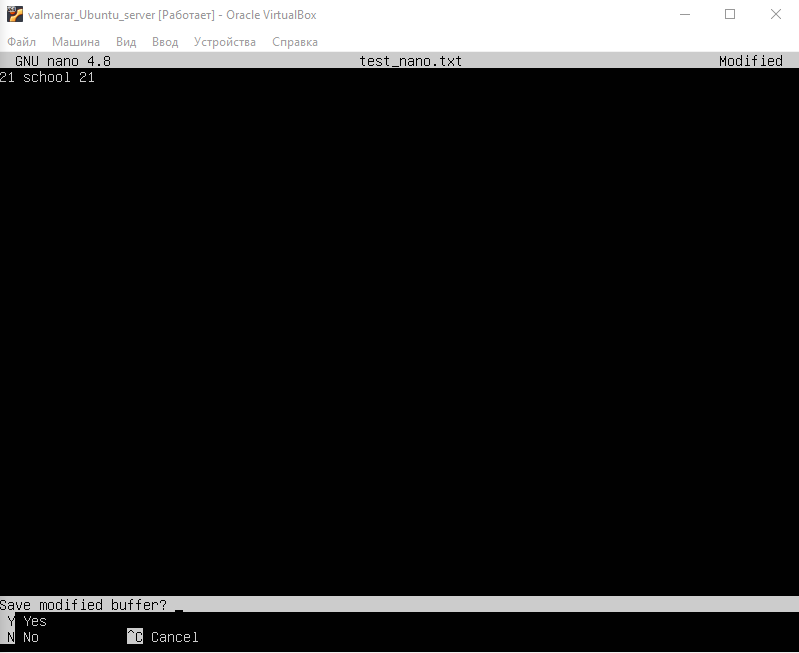 valmerar_Ubuntu_server [Работает] - Oracle VirtualBox
Файл Машина Вид Ввод Устройства Справка
GNU nano 4.8 test_nano.txt Modified
21 school 21
Save modified buffer? _
Y Yes
N No ^C Cancel